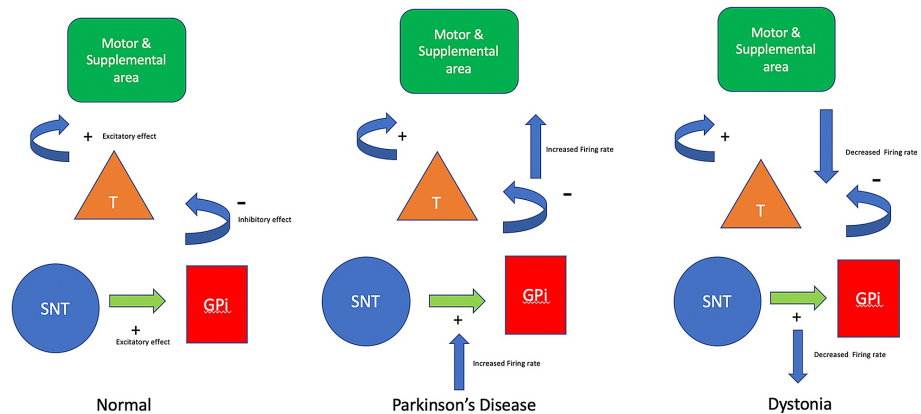 Motor &
Supplemental
area
+ Excitatory effect
T
-
Inhibitory effect
SNT
GPi
+
Excitatory effect
Normal
Motor &
Supplemental
area
+
Increased Firing rate
T
-
SNT
GPi
+
Increased Firing rate
Parkinson's Disease
Motor &
Supplemental
area
+
Decreased Firing rate
T
-
SNT
GPi
+
Decreased Firing rate
Dystonia